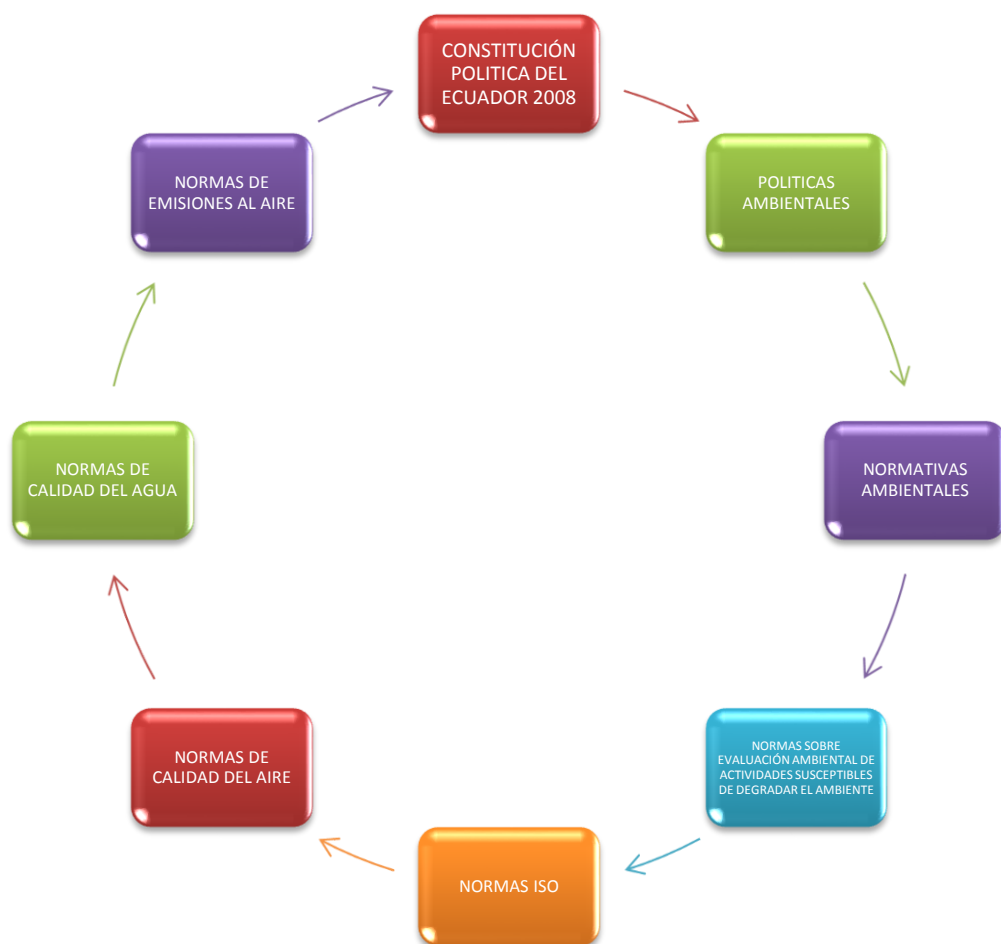 CONSTITUCIÓN
POLITICA DEL
ECUADOR 2008
POLITICAS
AMBIENTALES
NORMATIVAS
AMBIENTALES
NORMAS SOBRE
EVALUACIÓN AMBIENTAL DE
ACTIVIDADES SUSCEPTIBLES
DE DEGRADAR EL AMBIENTE
NORMAS ISO
NORMAS DE
CALIDAD DEL AIRE
NORMAS DE
CALIDAD DEL AGUA
NORMAS DE
EMISIONES AL AIRE